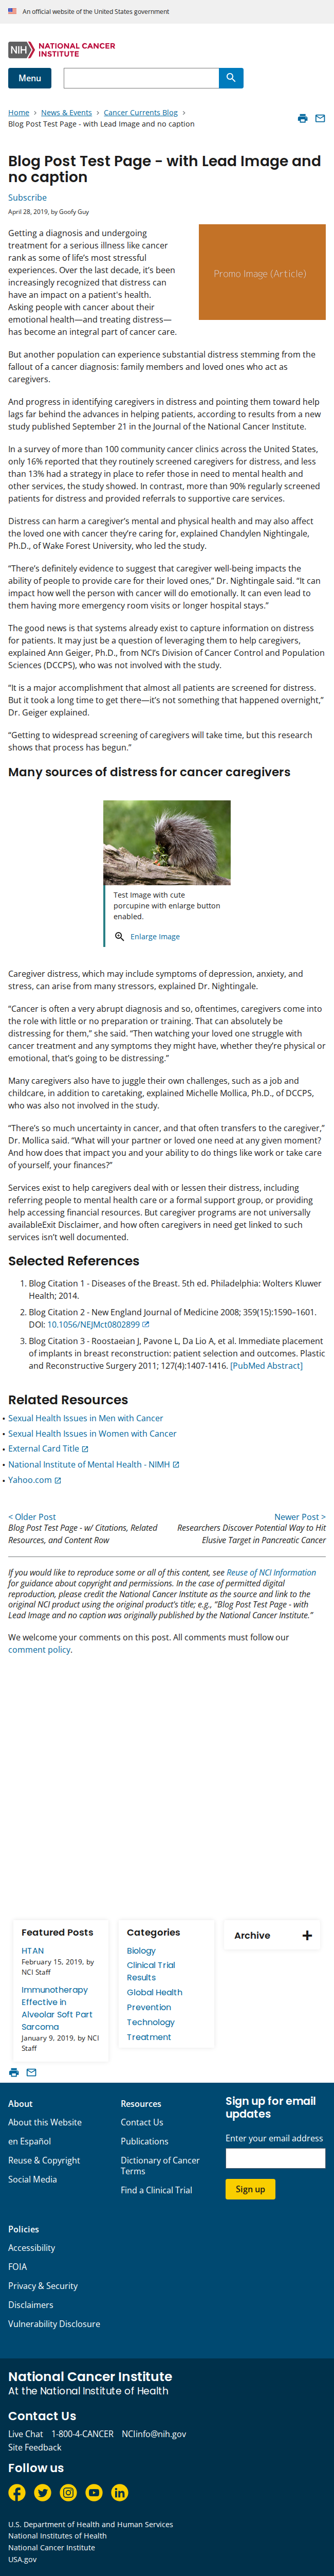 An official website of the United States government
NIH NATIONAL CANCER
INSTITUTE
Menu
Home > News & Events > Cancer Currents Blog >
Blog Post Test Page - with Lead Image and no caption
Blog Post Test Page - with Lead Image and
no caption
Subscribe
April 28, 2019, by Goofy Guy
Promo Image (Article)
Getting a diagnosis and undergoing
treatment for a serious illness like cancer
rank as some of life’s most stressful
experiences. Over the last decade, it’s been
increasingly recognized that distress can
have an impact on a patient's health.
Asking people with cancer about their
emotional health—and treating distress—
has become an integral part of cancer care.
But another population can experience substantial distress stemming from the
fallout of a cancer diagnosis: family members and loved ones who act as
caregivers.
And progress in identifying caregivers in distress and pointing them toward help
lags far behind the advances in helping patients, according to results from a new
study published September 21 in the Journal of the National Cancer Institute.
In a survey of more than 100 community cancer clinics across the United States,
only 16% reported that they routinely screened caregivers for distress, and less
than 13% had a strategy in place to refer those in need to mental health and
other services, the study showed. In contrast, more than 90% regularly screened
patients for distress and provided referrals to supportive care services.
Distress can harm a caregiver’s mental and physical health and may also affect
the one with cancer they’re caring for, explained Chandylen Nightingale,
Ph.D., of Wake Forest University, who led the study.
“There’s definitely evidence to suggest that caregiver well-being impacts the
ability of people to provide care for their loved ones,” Dr. Nightingale said. “It can
impact how well the person with cancer will do emotionally. It can even lead to
them having more emergency room visits or longer hospital stays.”
The good news is that systems already exist to capture information on distress
for patients. It may just be a question of leveraging them to help caregivers,
explained Ann Geiger, Ph.D., from NCI’s Division of Cancer Control and Population
Sciences (DCCPS), who was not involved with the study.
“It is a major accomplishment that almost all patients are screened for distress.
But it took a long time to get there—it’s not something that happened overnight,”
Dr. Geiger explained.
“Getting to widespread screening of caregivers will take time, but this research
shows that process has begun.”
Many sources of distress for cancer caregivers
Test Image with cute
porcupine with enlarge button
enabled.
Enlarge Image
Caregiver distress, which may include symptoms of depression, anxiety, and
stress, can arise from many stressors, explained Dr. Nightingale.
“Cancer is often a very abrupt diagnosis and so, oftentimes, caregivers come into
the role with little or no preparation or training. That can absolutely be
distressing for them,” she said. “Then watching your loved one struggle with
cancer treatment and any symptoms they might have, whether they’re physical or
emotional, that’s going to be distressing.”
Many caregivers also have to juggle their own challenges, such as a job and
childcare, in addition to caretaking, explained Michelle Mollica, Ph.D., of DCCPS,
who was also not involved in the study.
“There’s so much uncertainty in cancer, and that often transfers to the caregiver,”
Dr. Mollica said. “What will your partner or loved one need at any given moment?
And how does that impact you and your ability to do things like work or to take care
of yourself, your finances?”
Services exist to help caregivers deal with or lessen their distress, including
referring people to mental health care or a formal support group, or providing
help accessing financial resources. But caregiver programs are not universally
availableExit Disclaimer, and how often caregivers in need get linked to such
services isn’t well documented.
Selected References
1. Blog Citation 1 - Diseases of the Breast. 5th ed. Philadelphia: Wolters Kluwer
Health; 2014.
2. Blog Citation 2 - New England Journal of Medicine 2008; 359(15):1590–1601.
DOI: 10.1056/NEJMct0802899
3. Blog Citation 3 - Roostaeian J, Pavone L, Da Lio A, et al. Immediate placement
of implants in breast reconstruction: patient selection and outcomes. Plastic
and Reconstructive Surgery 2011; 127(4):1407-1416. [PubMed Abstract]
Related Resources
• Sexual Health Issues in Men with Cancer
• Sexual Health Issues in Women with Cancer
• External Card Title
• National Institute of Mental Health - NIMH
• Yahoo.com
< Older Post
Blog Post Test Page - w/ Citations, Related
Resources, and Content Row
Newer Post >
Researchers Discover Potential Way to Hit
Elusive Target in Pancreatic Cancer
If you would like to reproduce some or all of this content, see Reuse of NCI Information
for guidance about copyright and permissions. In the case of permitted digital
reproduction, please credit the National Cancer Institute as the source and link to the
original NCI product using the original product's title; e.g., “Blog Post Test Page - with
Lead Image and no caption was originally published by the National Cancer Institute.”
We welcome your comments on this post. All comments must follow our
comment policy.
Featured Posts
HTAN
February 15, 2019, by
NCI Staff
Immunotherapy
Effective in
Alveolar Soft Part
Sarcoma
January 9, 2019, by NCI
Staff
Categories
Biology
Clinical Trial
Results
Global Health
Prevention
Technology
Treatment
Archive +
About
About this Website
en Español
Reuse & Copyright
Social Media
Resources
Contact Us
Publications
Dictionary of Cancer
Terms
Find a Clinical Trial
Sign up for email
updates
Enter your email address
Sign up
Policies
Accessibility
FOIA
Privacy & Security
Disclaimers
Vulnerability Disclosure
National Cancer Institute
At the National Institute of Health
Contact Us
Live Chat 1-800-4-CANCER NCIinfo@nih.gov
Site Feedback
Follow us
U.S. Department of Health and Human Services
National Institutes of Health
National Cancer Institute
USA.gov